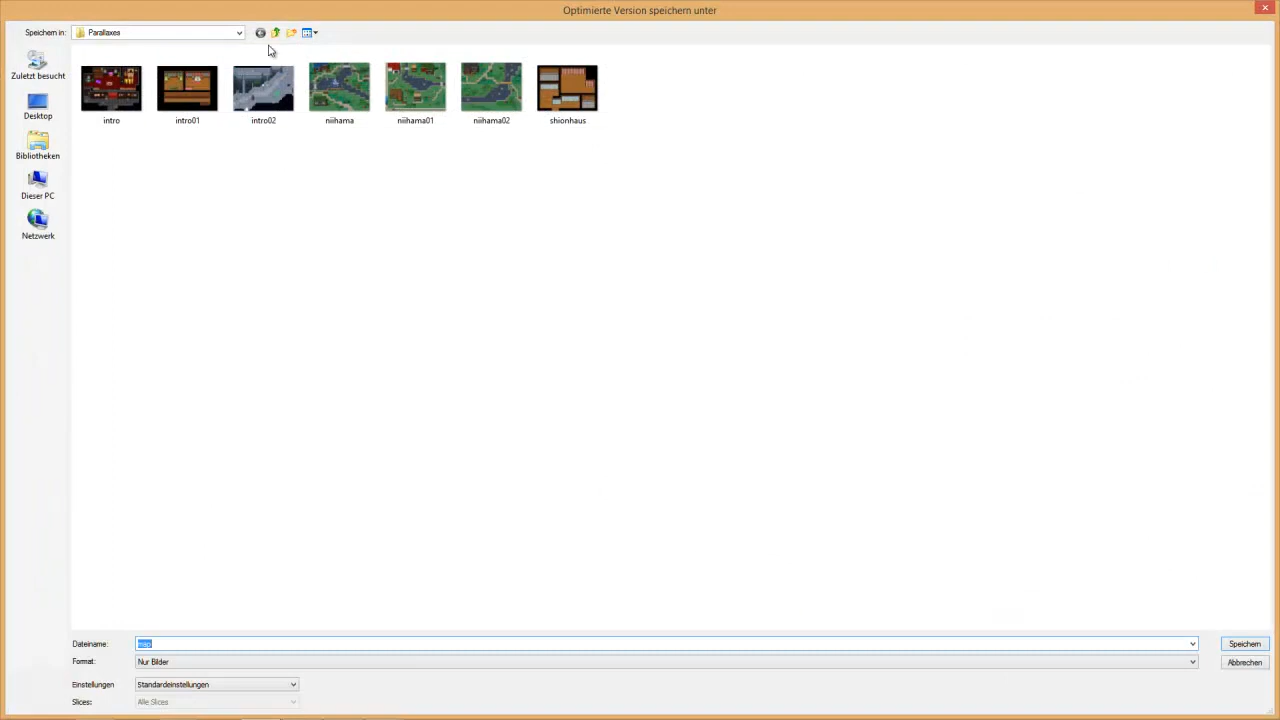 Optimierte Version speichern unter
Speichern in: Parallaxes
Zuletzt besucht
Desktop
Bibliotheken
Dieser PC
Netzwerk
intro intro01 intro02 niihama niihama01 niihama02 shionhaus
Dateiname: map Speichern
Format: Nur Bilder Abbrechen
Einstellungen Standardeinstellungen
Slices: Alle Slices